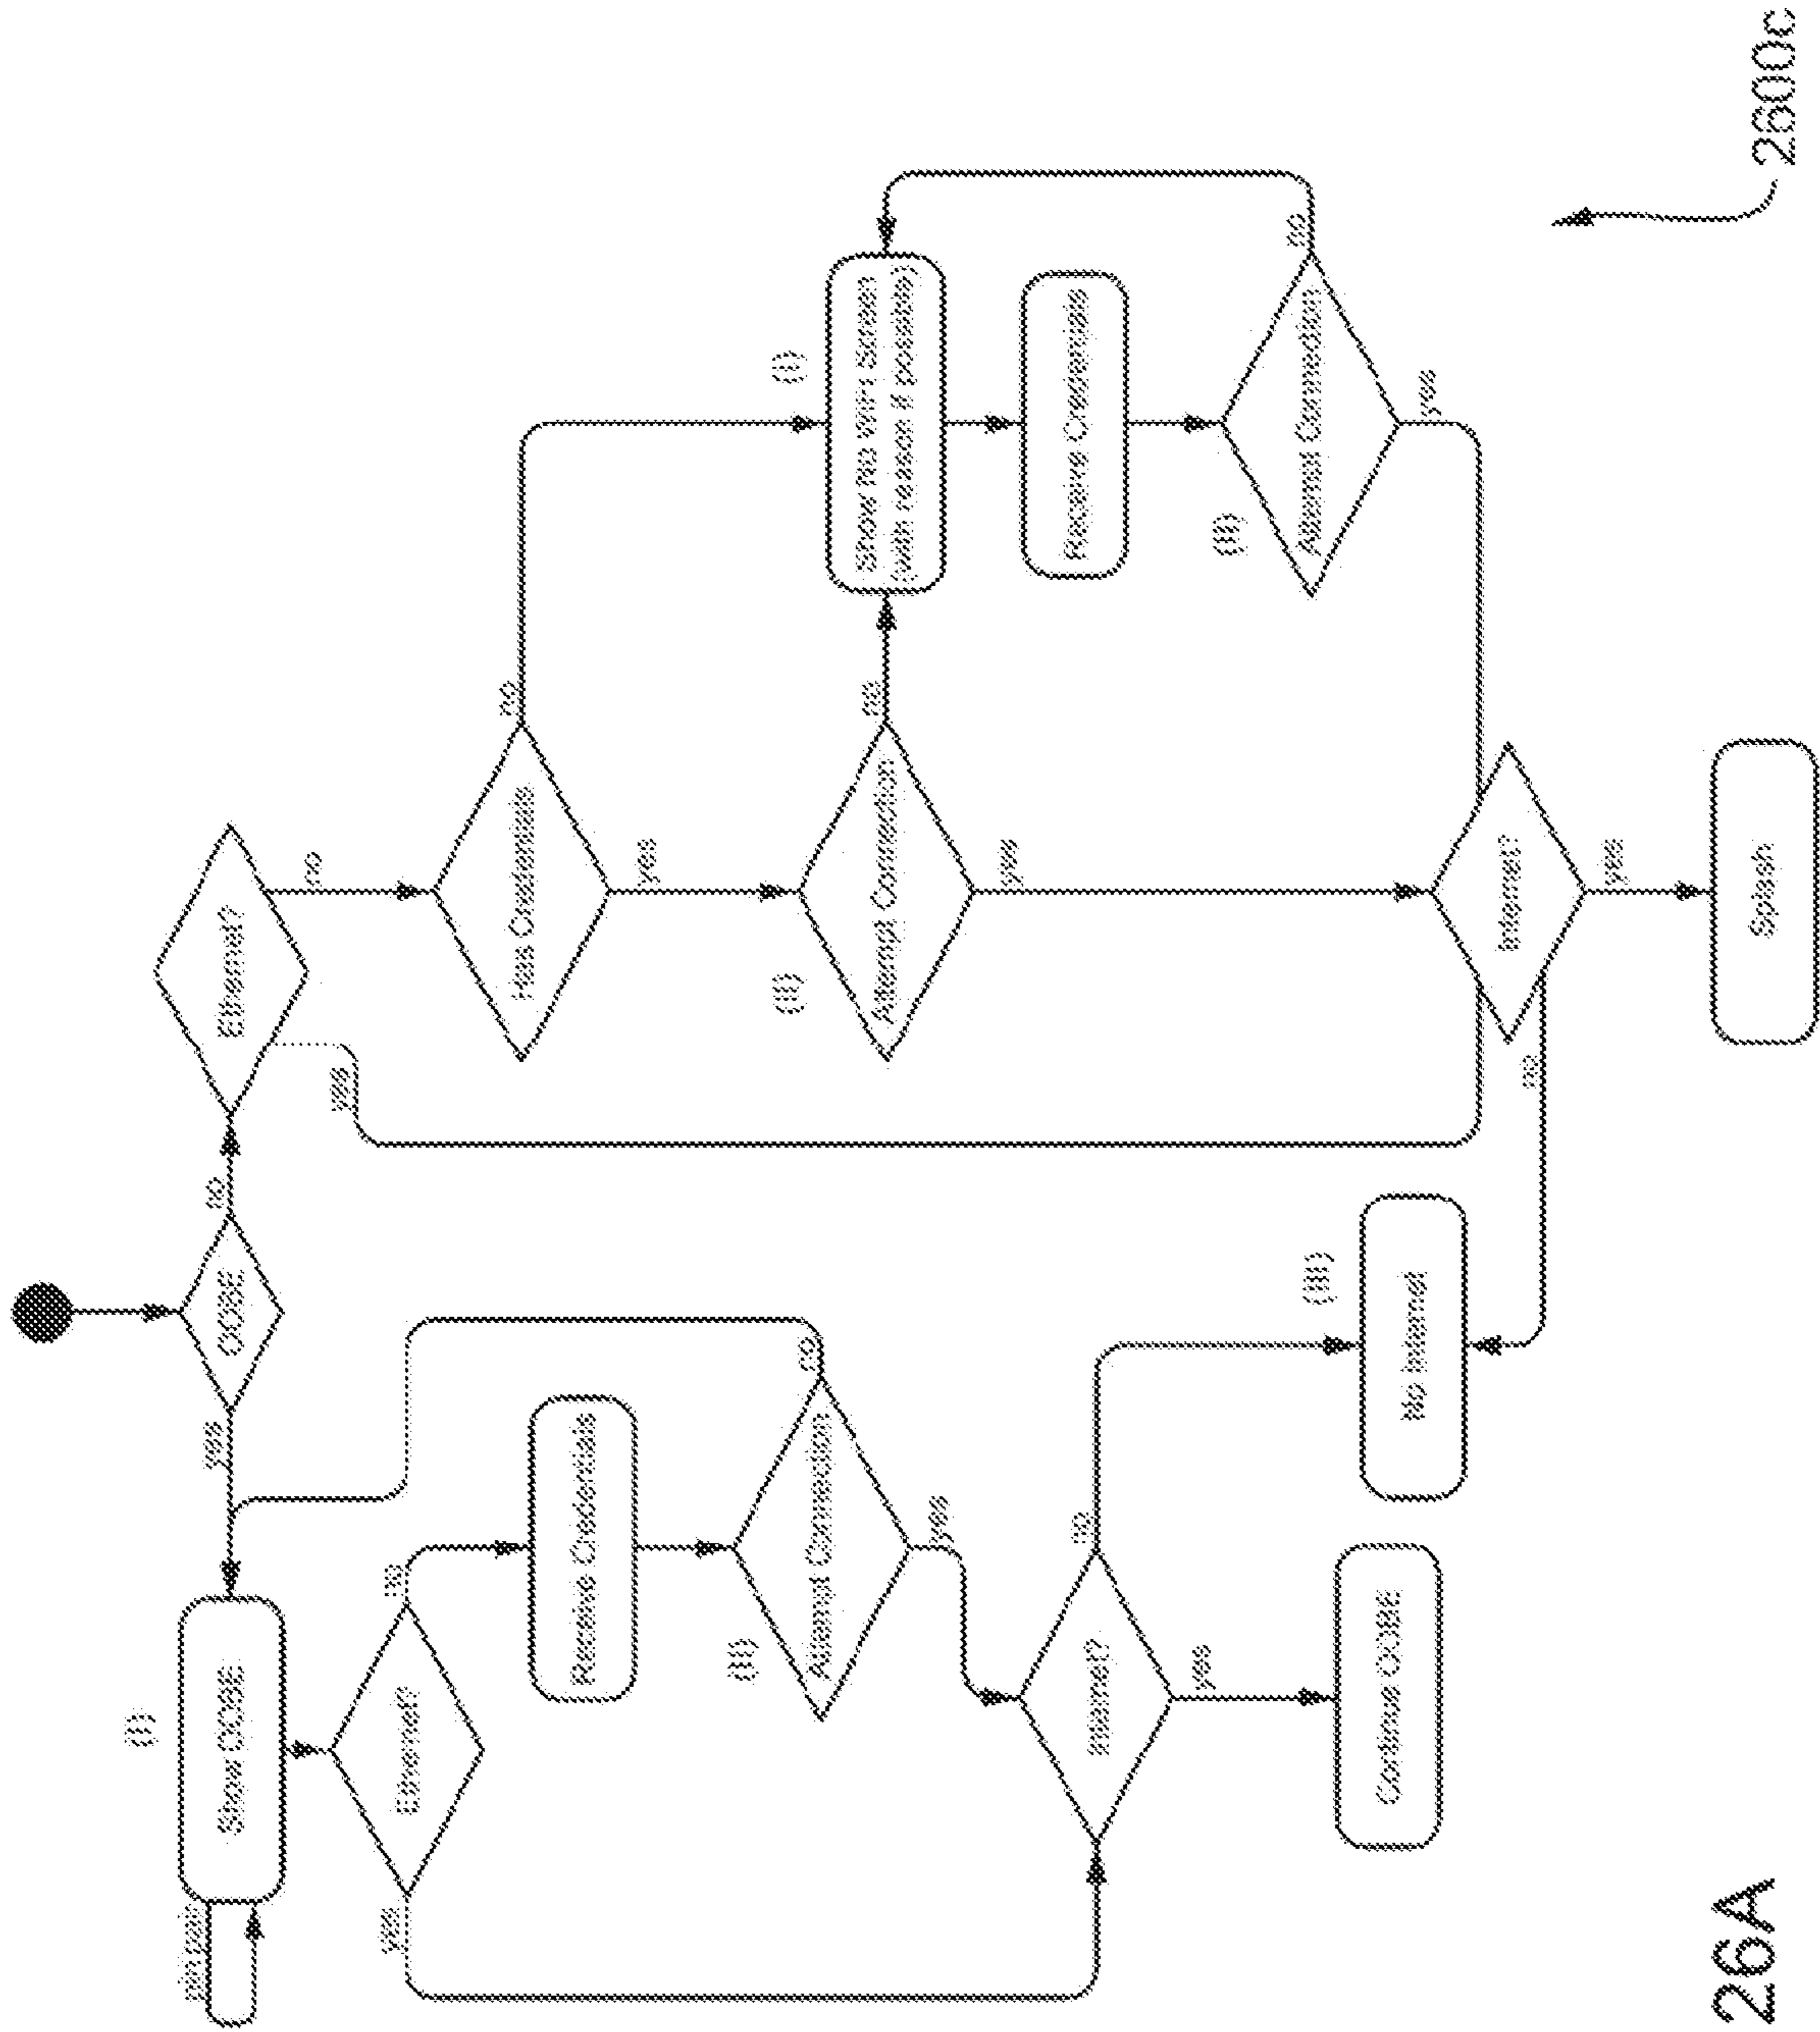 OOBE
yes
no
(I)
Show OOBE
Ethernet?
yes
no
Receive Credentials
(II)
Attempt Connection
no
yes
Internet?
no
yes
Continue OOBE
(III)
No Internet
Ethernet?
yes
no
Has Credentials
no
yes
(II)
Attempt Connection
no
yes
(I)
Show No WiFi Screen
(with reason if possible)
Receive Credentials
(II)
Attempt Connection
no
yes
Internet?
no
yes
Splash
26A
2600c